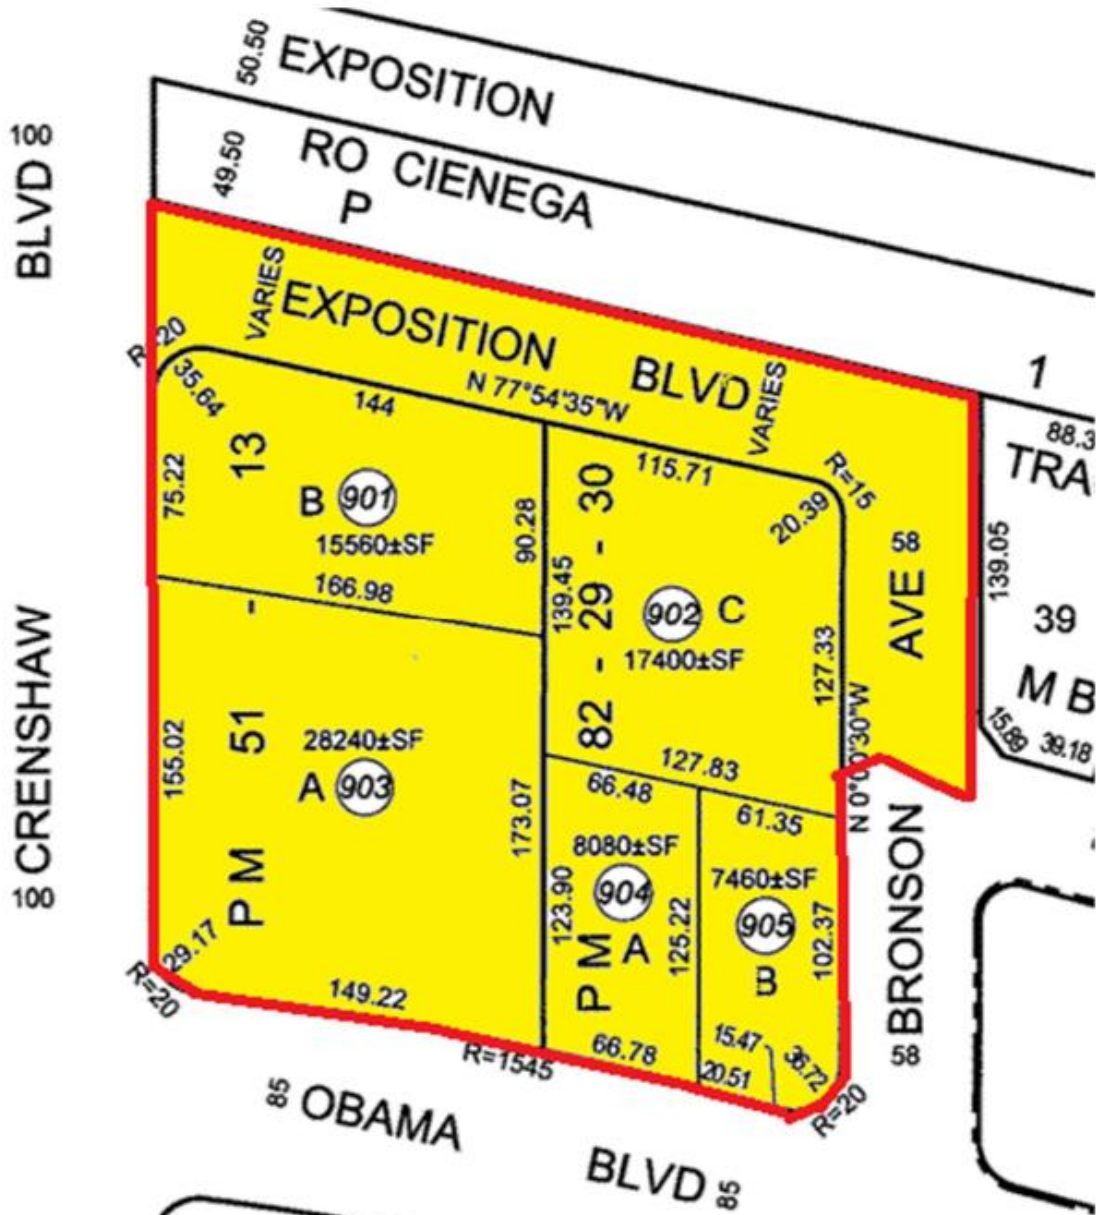 50.50
EXPOSITION
100
BLVD
49.50
RO CIENEGA
P
VARIES
EXPOSITION BLVD
VARIES
1
88.3
TRA
R=20
35.64
144
N 77°54'35"W
115.71
R=15
20.39
13
75.22
B 901
15560±SF
90.28
166.98
139.45
82 - 29 - 30
902 C
17400±SF
127.33
58
AVE
139.05
39
M B
15.89
39.18
CRENSHAW
100
155.02
PM 51 -
28240±SF
A 903
173.07
127.83
66.48
61.35
N 0°00'30"W
8080±SF
904
A
123.90
PM
125.22
7460±SF
905
B
102.37
BRONSON
58
29.17
R=20
149.22
R=1545
66.78
15.47
20.51
36.72
R=20
85 OBAMA
BLVD 85